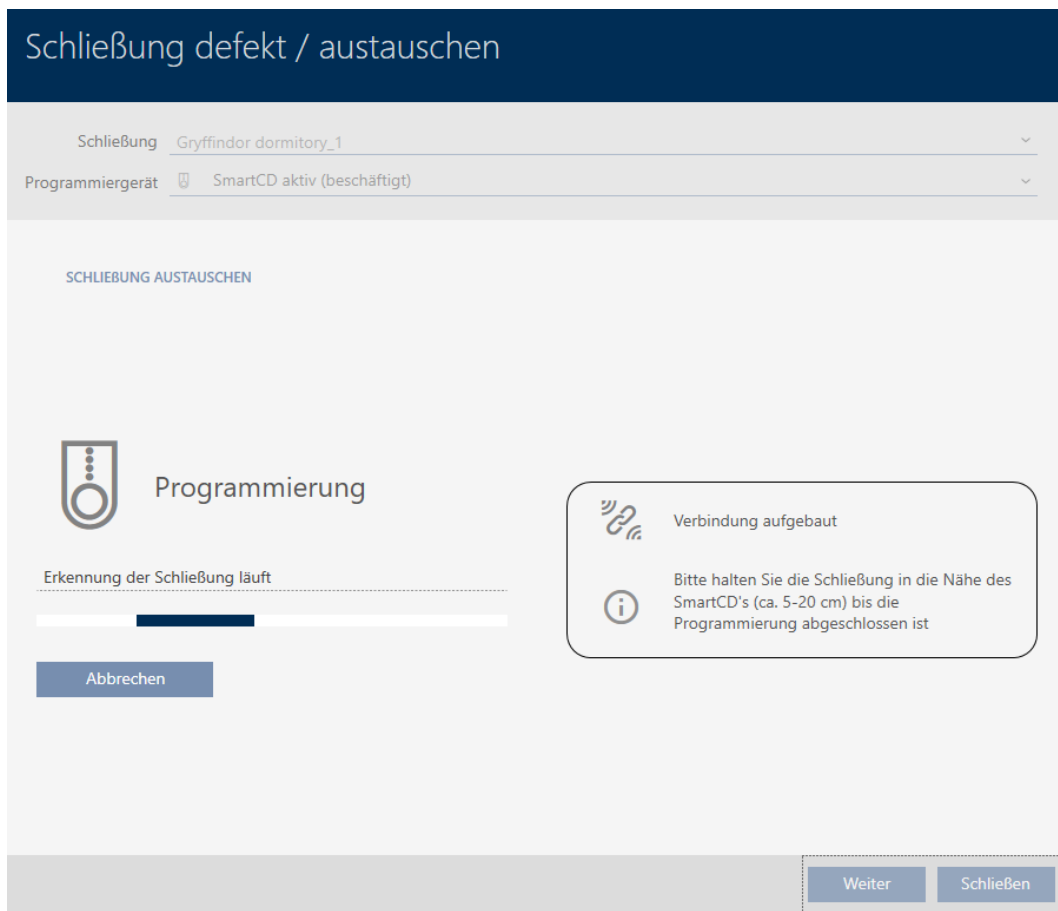 Schließung defekt / austauschen
Schließung Gryffindor dormitory_1
Programmiergerät SmartCD aktiv (beschäftigt)
SCHLIEßUNG AUSTAUSCHEN
Programmierung
Erkennung der Schließung läuft
Abbrechen
Verbindung aufgebaut
Bitte halten Sie die Schließung in die Nähe des
SmartCD's (ca. 5-20 cm) bis die
Programmierung abgeschlossen ist
Weiter Schließen